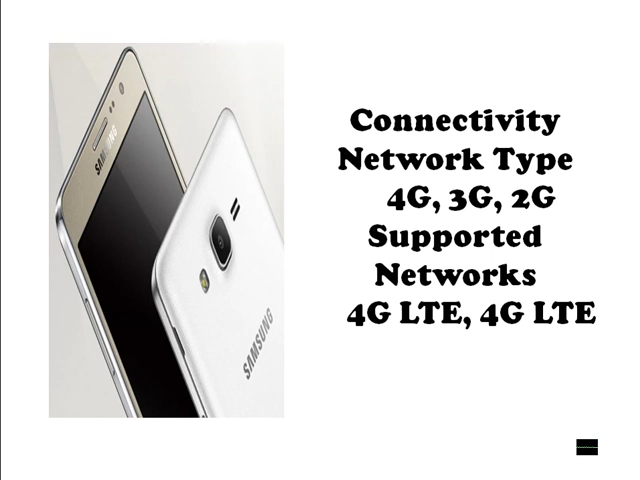 SAMSUNG
SAMSUNG
Connectivity
Network Type
4G, 3G, 2G
Supported
Networks
4G LTE, 4G LTE